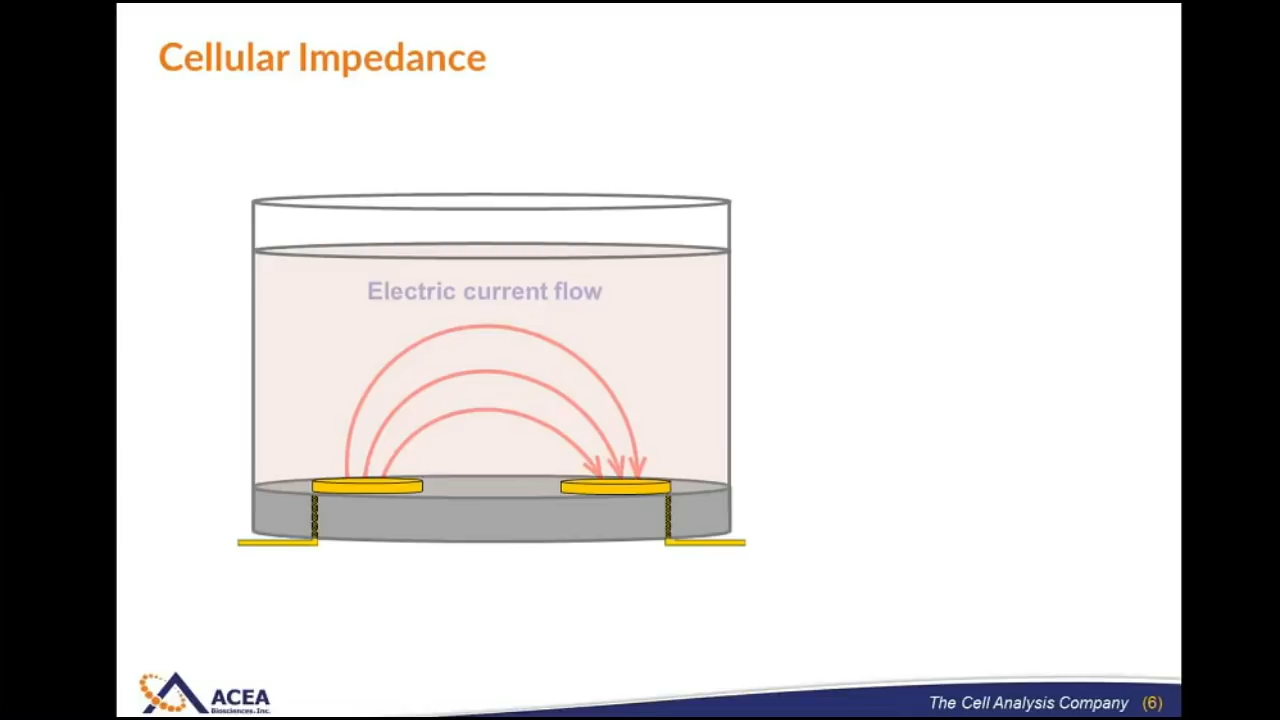 Cellular Impedance
Electric current flow
ACEA
Biosciences, Inc.
The Cell Analysis Company (6)